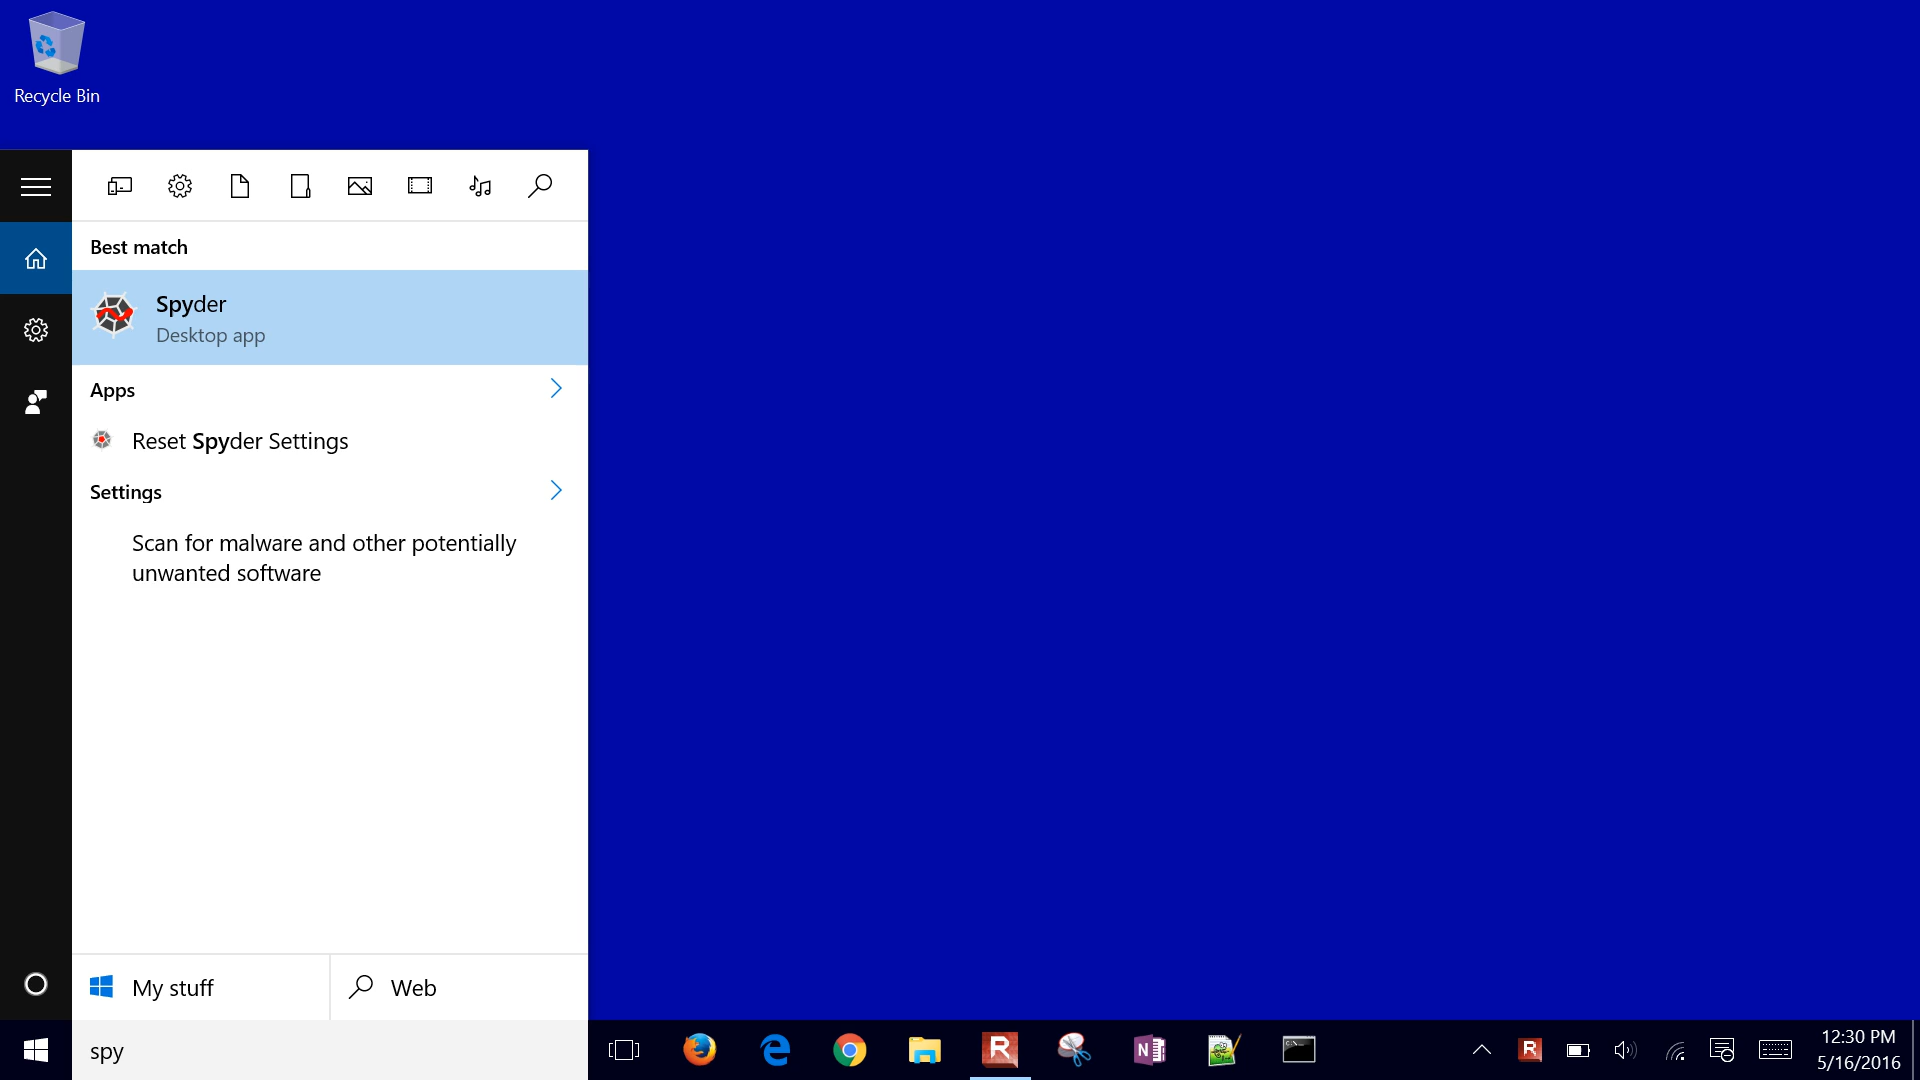 Recycle Bin
Best match
Spyder
Desktop app
Apps
Reset Spyder Settings
Settings
Scan for malware and other potentially
unwanted software
My stuff
Web
spy
12:30 PM
5/16/2016